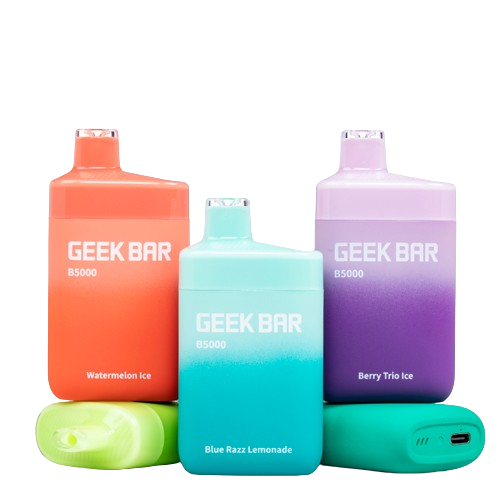 GEEK BAR
B5000
Watermelon Ice
GEEK BAR
B5000
Blue Razz Lemonade
GEEK BAR
B5000
Berry Trio Ice